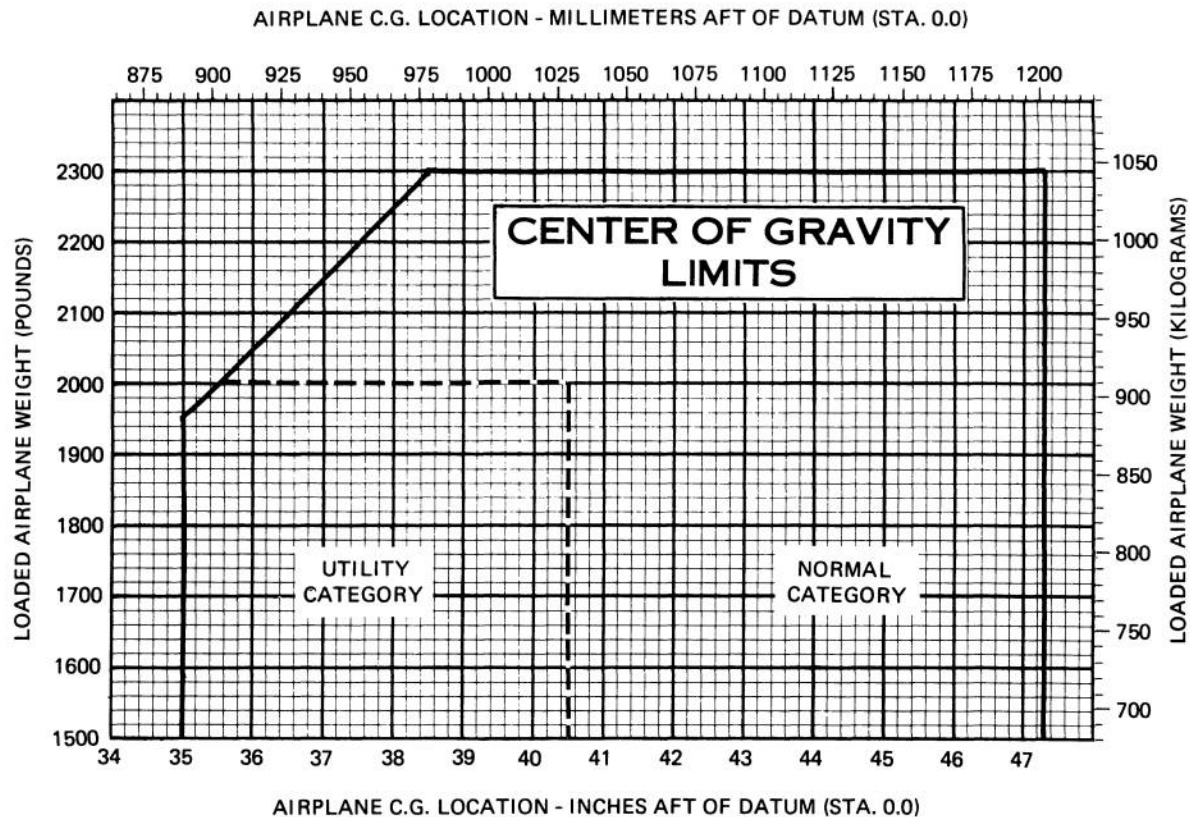 AIRPLANE C.G. LOCATION - MILLIMETERS AFT OF DATUM (STA. 0.0)
875 900 925 950 975 1000 1025 1050 1075 1100 1125 1150 1175 1200
LOADED AIRPLANE WEIGHT (POUNDS)
2300
2200
2100
2000
1900
1800
1700
1600
1500
CENTER OF GRAVITY
LIMITS
UTILITY
CATEGORY
NORMAL
CATEGORY
1050
1000
950
900
850
800
750
700
LOADED AIRPLANE WEIGHT (KILOGRAMS)
34 35 36 37 38 39 40 41 42 43 44 45 46 47
AIRPLANE C.G. LOCATION - INCHES AFT OF DATUM (STA. 0.0)